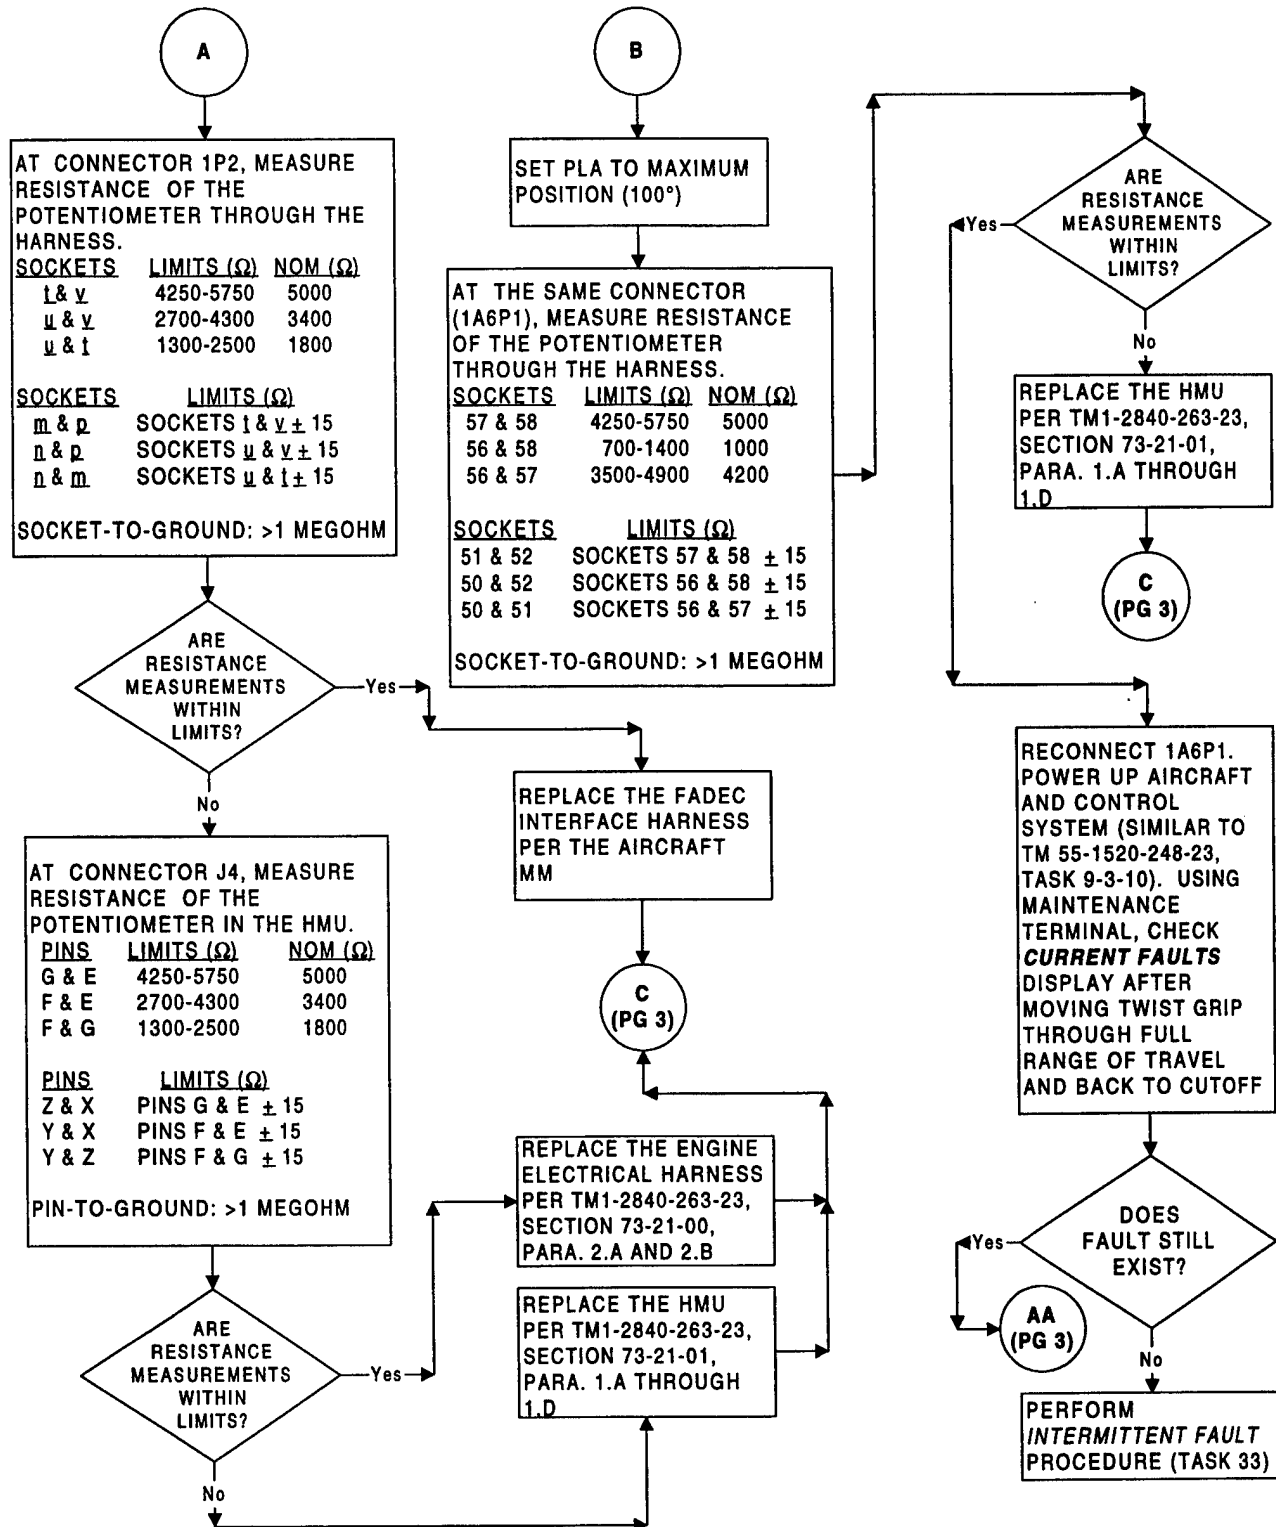 A
AT CONNECTOR 1P2, MEASURE
RESISTANCE OF THE
POTENTIOMETER THROUGH THE
HARNESS.
SOCKETS LIMITS (Ω) NOM (Ω)
t & v 4250-5750 5000
u & v 2700-4300 3400
u & t 1300-2500 1800
SOCKETS LIMITS (Ω)
m & p SOCKETS t & v ± 15
n & p SOCKETS u & v ± 15
n & m SOCKETS u & t ± 15
SOCKET-TO-GROUND: >1 MEGOHM
ARE
RESISTANCE
MEASUREMENTS
WITHIN
LIMITS?
Yes
No
AT CONNECTOR J4, MEASURE
RESISTANCE OF THE
POTENTIOMETER IN THE HMU.
PINS LIMITS (Ω) NOM (Ω)
G & E 4250-5750 5000
F & E 2700-4300 3400
F & G 1300-2500 1800
PINS LIMITS (Ω)
Z & X PINS G & E ± 15
Y & X PINS F & E ± 15
Y & Z PINS F & G ± 15
PIN-TO-GROUND: >1 MEGOHM
ARE
RESISTANCE
MEASUREMENTS
WITHIN
LIMITS?
Yes
No
B
SET PLA TO MAXIMUM
POSITION (100°)
AT THE SAME CONNECTOR
(1A6P1), MEASURE RESISTANCE
OF THE POTENTIOMETER
THROUGH THE HARNESS.
SOCKETS LIMITS (Ω) NOM (Ω)
57 & 58 4250-5750 5000
56 & 58 700-1400 1000
56 & 57 3500-4900 4200
SOCKETS LIMITS (Ω)
51 & 52 SOCKETS 57 & 58 ± 15
50 & 52 SOCKETS 56 & 58 ± 15
50 & 51 SOCKETS 56 & 57 ± 15
SOCKET-TO-GROUND: >1 MEGOHM
REPLACE THE FADEC
INTERFACE HARNESS
PER THE AIRCRAFT
MM
C
(PG 3)
REPLACE THE ENGINE
ELECTRICAL HARNESS
PER TM1-2840-263-23,
SECTION 73-21-00,
PARA. 2.A AND 2.B
REPLACE THE HMU
PER TM1-2840-263-23,
SECTION 73-21-01,
PARA. 1.A THROUGH
1.D
ARE
RESISTANCE
MEASUREMENTS
WITHIN
LIMITS?
Yes
No
REPLACE THE HMU
PER TM1-2840-263-23,
SECTION 73-21-01,
PARA. 1.A THROUGH
1.D
C
(PG 3)
RECONNECT 1A6P1.
POWER UP AIRCRAFT
AND CONTROL
SYSTEM (SIMILAR TO
TM 55-1520-248-23,
TASK 9-3-10). USING
MAINTENANCE
TERMINAL, CHECK
CURRENT FAULTS
DISPLAY AFTER
MOVING TWIST GRIP
THROUGH FULL
RANGE OF TRAVEL
AND BACK TO CUTOFF
DOES
FAULT STILL
EXIST?
Yes
AA
(PG 3)
No
PERFORM
INTERMITTENT FAULT
PROCEDURE (TASK 33)